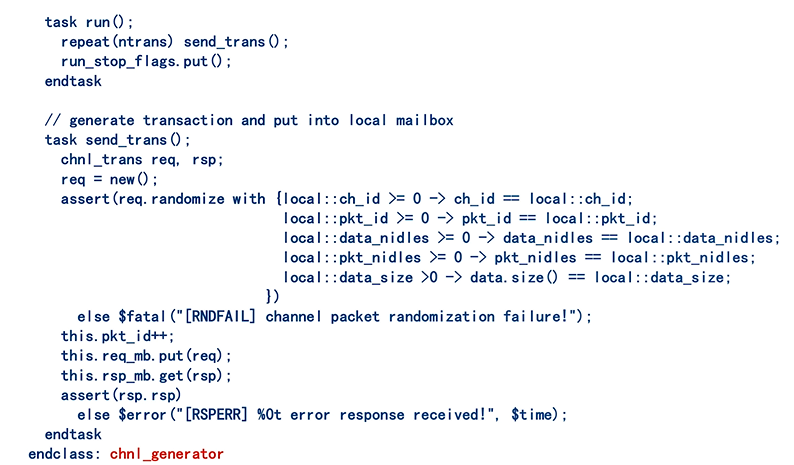 task run();
repeat(ntrans) send_trans();
run_stop_flags.put();
endtask
// generate transaction and put into local mailbox
task send_trans();
chnl_trans req, rsp;
req = new();
assert(req.randomize with {local::ch_id >= 0 -> ch_id == local::ch_id;
local::pkt_id >= 0 -> pkt_id == local::pkt_id;
local::data_nidles >= 0 -> data_nidles == local::data_nidles;
local::pkt_nidles >= 0 -> pkt_nidles == local::pkt_nidles;
local::data_size >0 -> data.size() == local::data_size;
})
else $fatal("[RNDFAIL] channel packet randomization failure!");
this.pkt_id++;
this.req_mb.put(req);
this.rsp_mb.get(rsp);
assert(rsp.rsp)
else $error("[RSPERR] %0t error response received!", $time);
endtask
endclass: chnl_generator